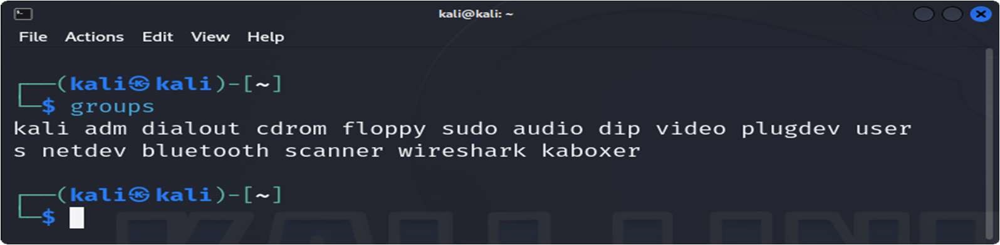 kali@kali: ~
File Actions Edit View Help
┌──(kali㉿kali)-[~]
└─$ groups
kali adm dialout cdrom floppy sudo audio dip video plugdev user
s netdev bluetooth scanner wireshark kaboxer
┌──(kali㉿kali)-[~]
└─$